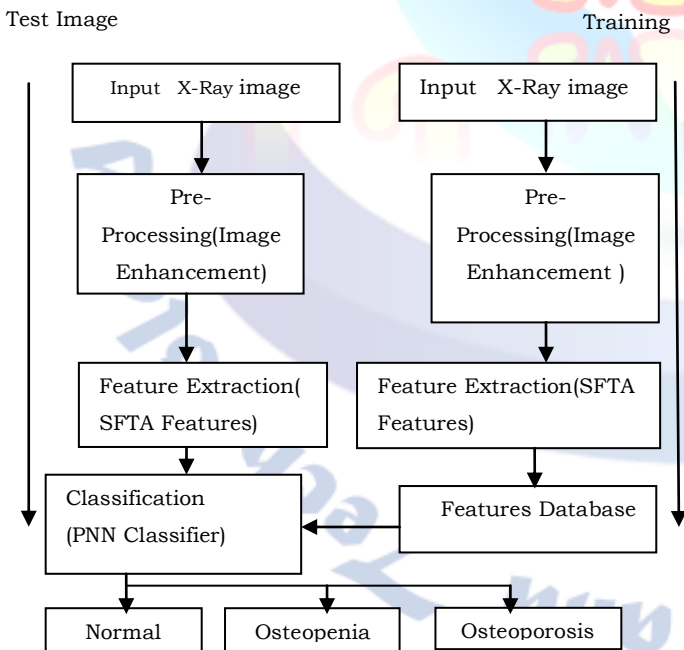 Test Image
Training
Input X-Ray image
Input X-Ray image
Pre-
Processing(Image
Enhancement)
Pre-
Processing(Image
Enhancement )
Feature Extraction(
SFTA Features)
Feature Extraction(SFTA
Features)
Classification
(PNN Classifier)
Features Database
Normal
Osteopenia
Osteoporosis